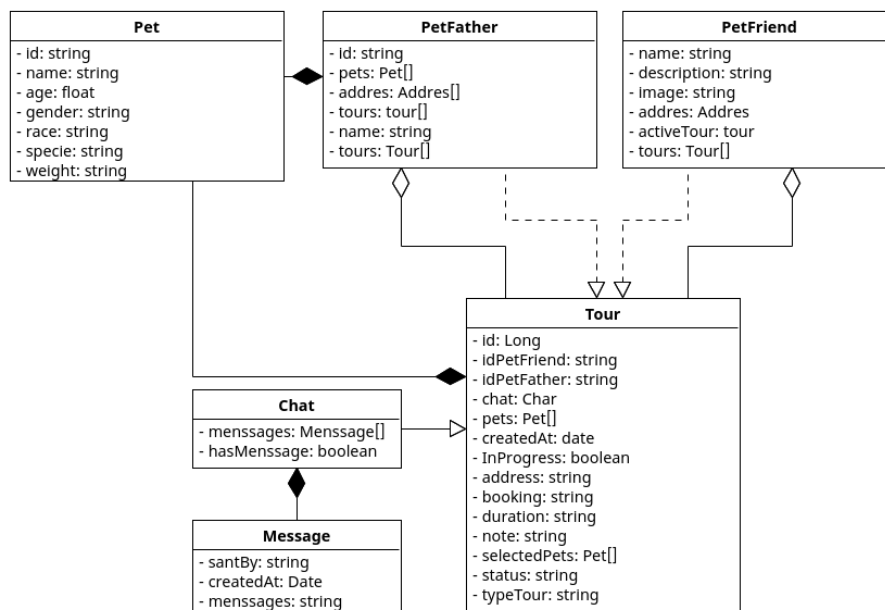 Pet
- id: string
- name: string
- age: float
- gender: string
- race: string
- specie: string
- weight: string
PetFather
- id: string
- pets: Pet[]
- addres: Addres[]
- tours: tour[]
- name: string
- tours: Tour[]
PetFriend
- name: string
- description: string
- image: string
- addres: Addres
- activeTour: tour
- tours: Tour[]
Tour
- id: Long
- idPetFriend: string
- idPetFather: string
- chat: Char
- pets: Pet[]
- createdAt: date
- InProgress: boolean
- address: string
- booking: string
- duration: string
- note: string
- selectedPets: Pet[]
- status: string
- typeTour: string
Chat
- menssages: Menssage[]
- hasMenssage: boolean
Message
- santBy: string
- createdAt: Date
- menssages: string